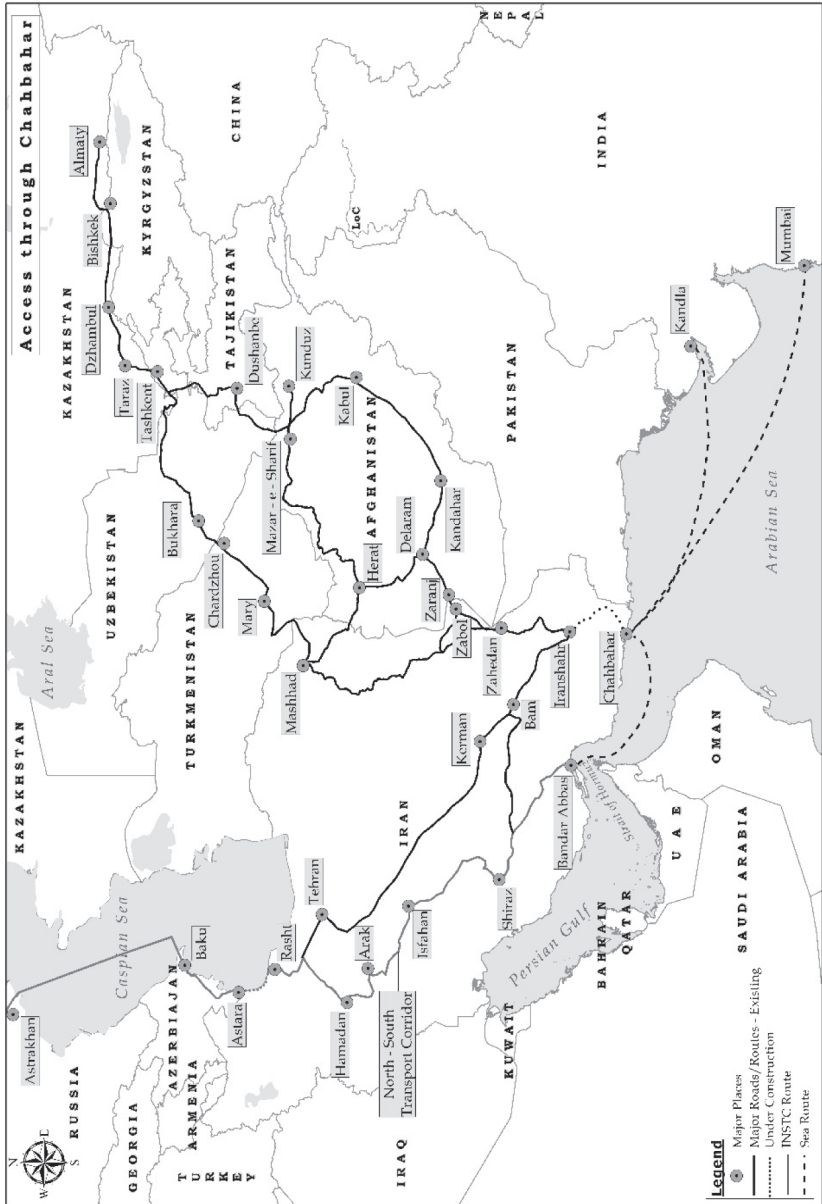 Access through Chahbahar
N
W E
S
RUSSIA
GEORGIA
AZERBIAJAN
ARMENIA
TURKEY
IRAQ
KUWAIT
BAHRAIN
QATAR
SAUDI ARABIA
U A E
OMAN
IRAN
KAZAKHSTAN
TURKMENISTAN
UZBEKISTAN
KAZAKHSTAN
KYRGYZSTAN
TAJIKISTAN
CHINA
AFGHANISTAN
PAKISTAN
INDIA
NEPAL
LoC
Caspian Sea
Aral Sea
Persian Gulf
Strait of Hormuz
Arabian Sea
Astrakhan
Baku
Astara
Rasht
Tehran
Hamadan
Arak
Isfahan
North - South
Transport Corridor
Shiraz
Bandar Abbas
Kerman
Bam
Iranshahr
Chahbahar
Zahedan
Zabol
Zaranj
Delaram
Kandahar
Kabul
Herat
Mashhad
Mary
Chardzhou
Bukhara
Mazar - e - Sharif
Kunduz
Dushanbe
Tashkent
Taraz
Dzhambul
Bishkek
Almaty
Kandla
Mumbai
Legend
Major Places
Major Roads/Routes - Existing
Under Construction
INSTC Route
Sea Route